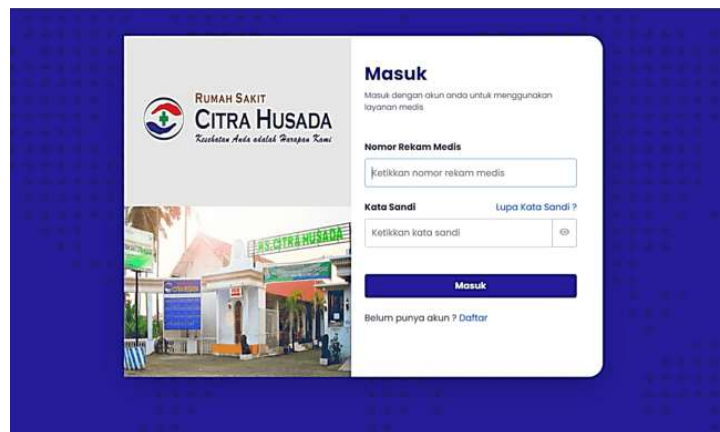 RUMAH SAKIT
CITRA HUSADA
Kesehatan Anda adalah Harapan Kami
R.S. CITRA HUSADA
Masuk
Masuk dengan akun anda untuk menggunakan
layanan medis
Nomor Rekam Medis
Ketikkan nomor rekam medis
Kata Sandi
Lupa Kata Sandi ?
Ketikkan kata sandi
Masuk
Belum punya akun ? Daftar